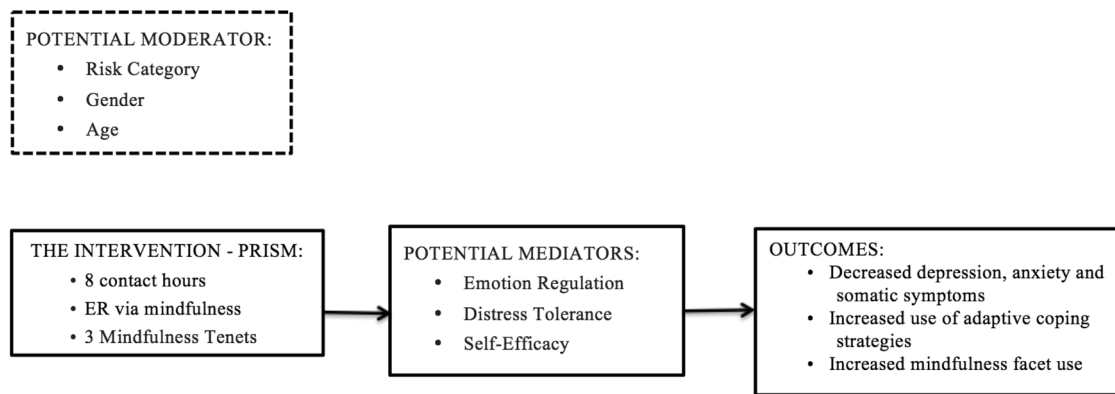 POTENTIAL MODERATOR:
• Risk Category
• Gender
• Age
THE INTERVENTION - PRISM:
• 8 contact hours
• ER via mindfulness
• 3 Mindfulness Tenets
POTENTIAL MEDIATORS:
• Emotion Regulation
• Distress Tolerance
• Self-Efficacy
OUTCOMES:
• Decreased depression, anxiety and
somatic symptoms
• Increased use of adaptive coping
strategies
• Increased mindfulness facet use